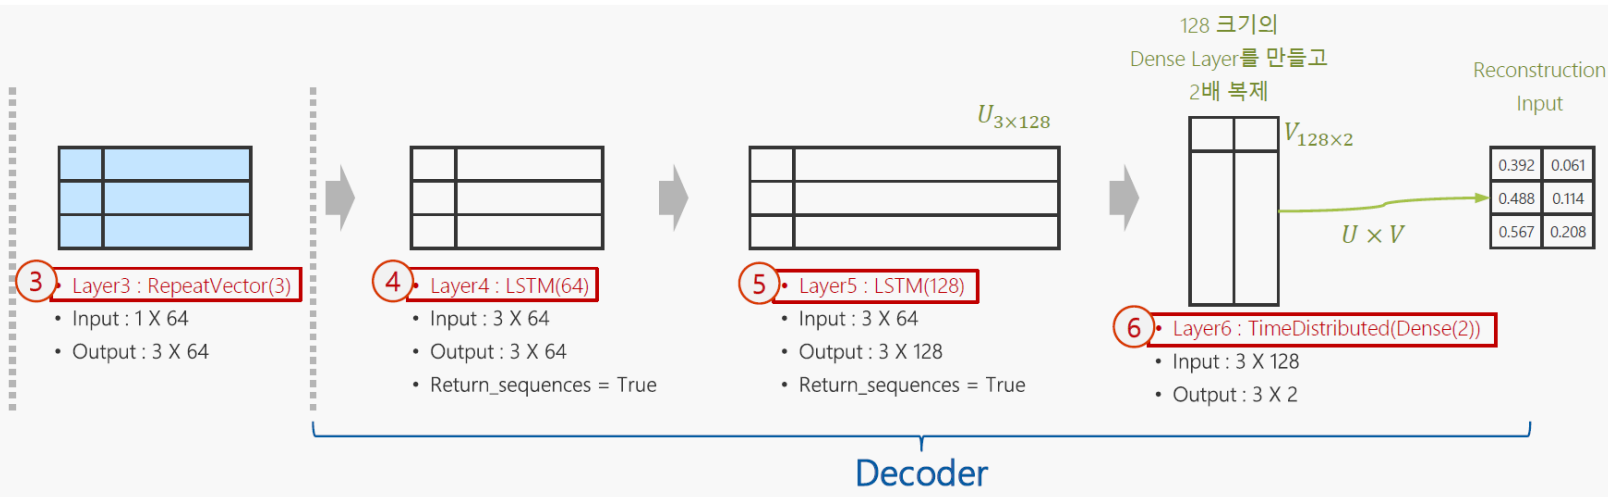 128 크기의
Dense Layer를 만들고
2배 복제
Reconstruction
Input
U3×128
V128×2
0.392 0.061
0.488 0.114
0.567 0.208
U × V
3 • Layer3 : RepeatVector(3)
• Input : 1 X 64
• Output : 3 X 64
4 • Layer4 : LSTM(64)
• Input : 3 X 64
• Output : 3 X 64
• Return_sequences = True
5 • Layer5 : LSTM(128)
• Input : 3 X 64
• Output : 3 X 128
• Return_sequences = True
6 • Layer6 : TimeDistributed(Dense(2))
• Input : 3 X 128
• Output : 3 X 2
Decoder